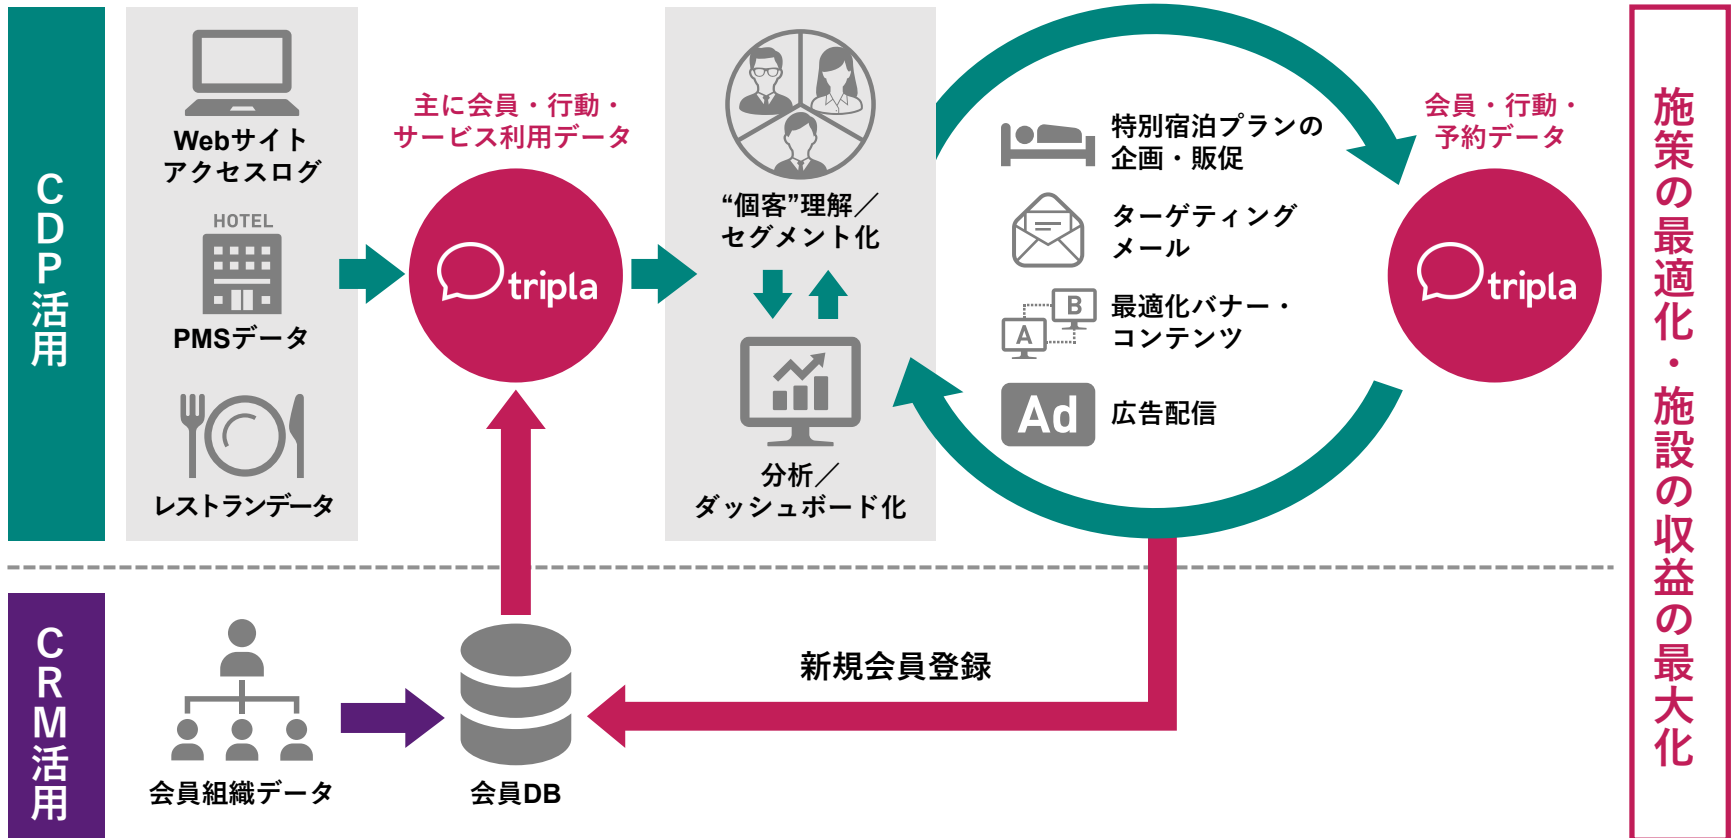 CDP活用
Webサイト
アクセスログ
HOTEL
PMSデータ
レストランデータ
主に会員・行動・
サービス利用データ
tripla
“個客”理解／
セグメント化
分析／
ダッシュボード化
特別宿泊プランの
企画・販促
ターゲティング
メール
A
B
最適化バナー・
コンテンツ
Ad
広告配信
会員・行動・
予約データ
tripla
CRM活用
会員組織データ
会員DB
新規会員登録
施策の最適化・施設の収益の最大化